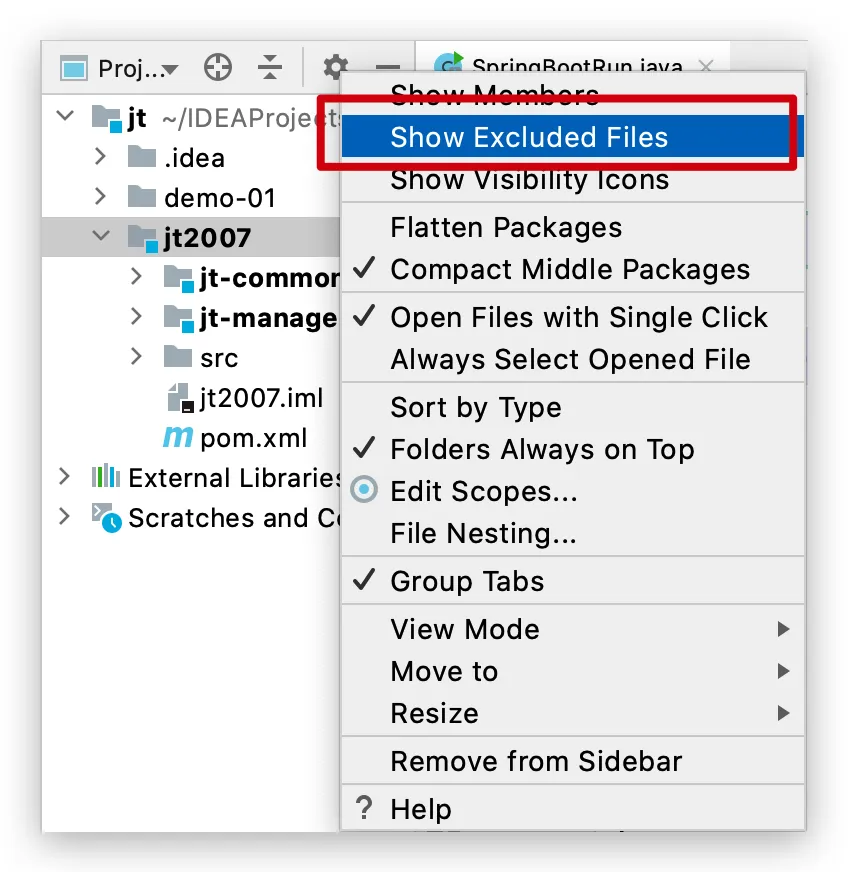 Proj...
SpringBootRun.java
jt ~/IDEAProjects
.idea
demo-01
jt2007
jt-common
jt-manage
src
jt2007.iml
m pom.xml
External Libraries
Scratches and Co
Show Members
Show Excluded Files
Show Visibility Icons
Flatten Packages
Compact Middle Packages
Open Files with Single Click
Always Select Opened File
Sort by Type
Folders Always on Top
Edit Scopes...
File Nesting...
Group Tabs
View Mode
Move to
Resize
Remove from Sidebar
? Help